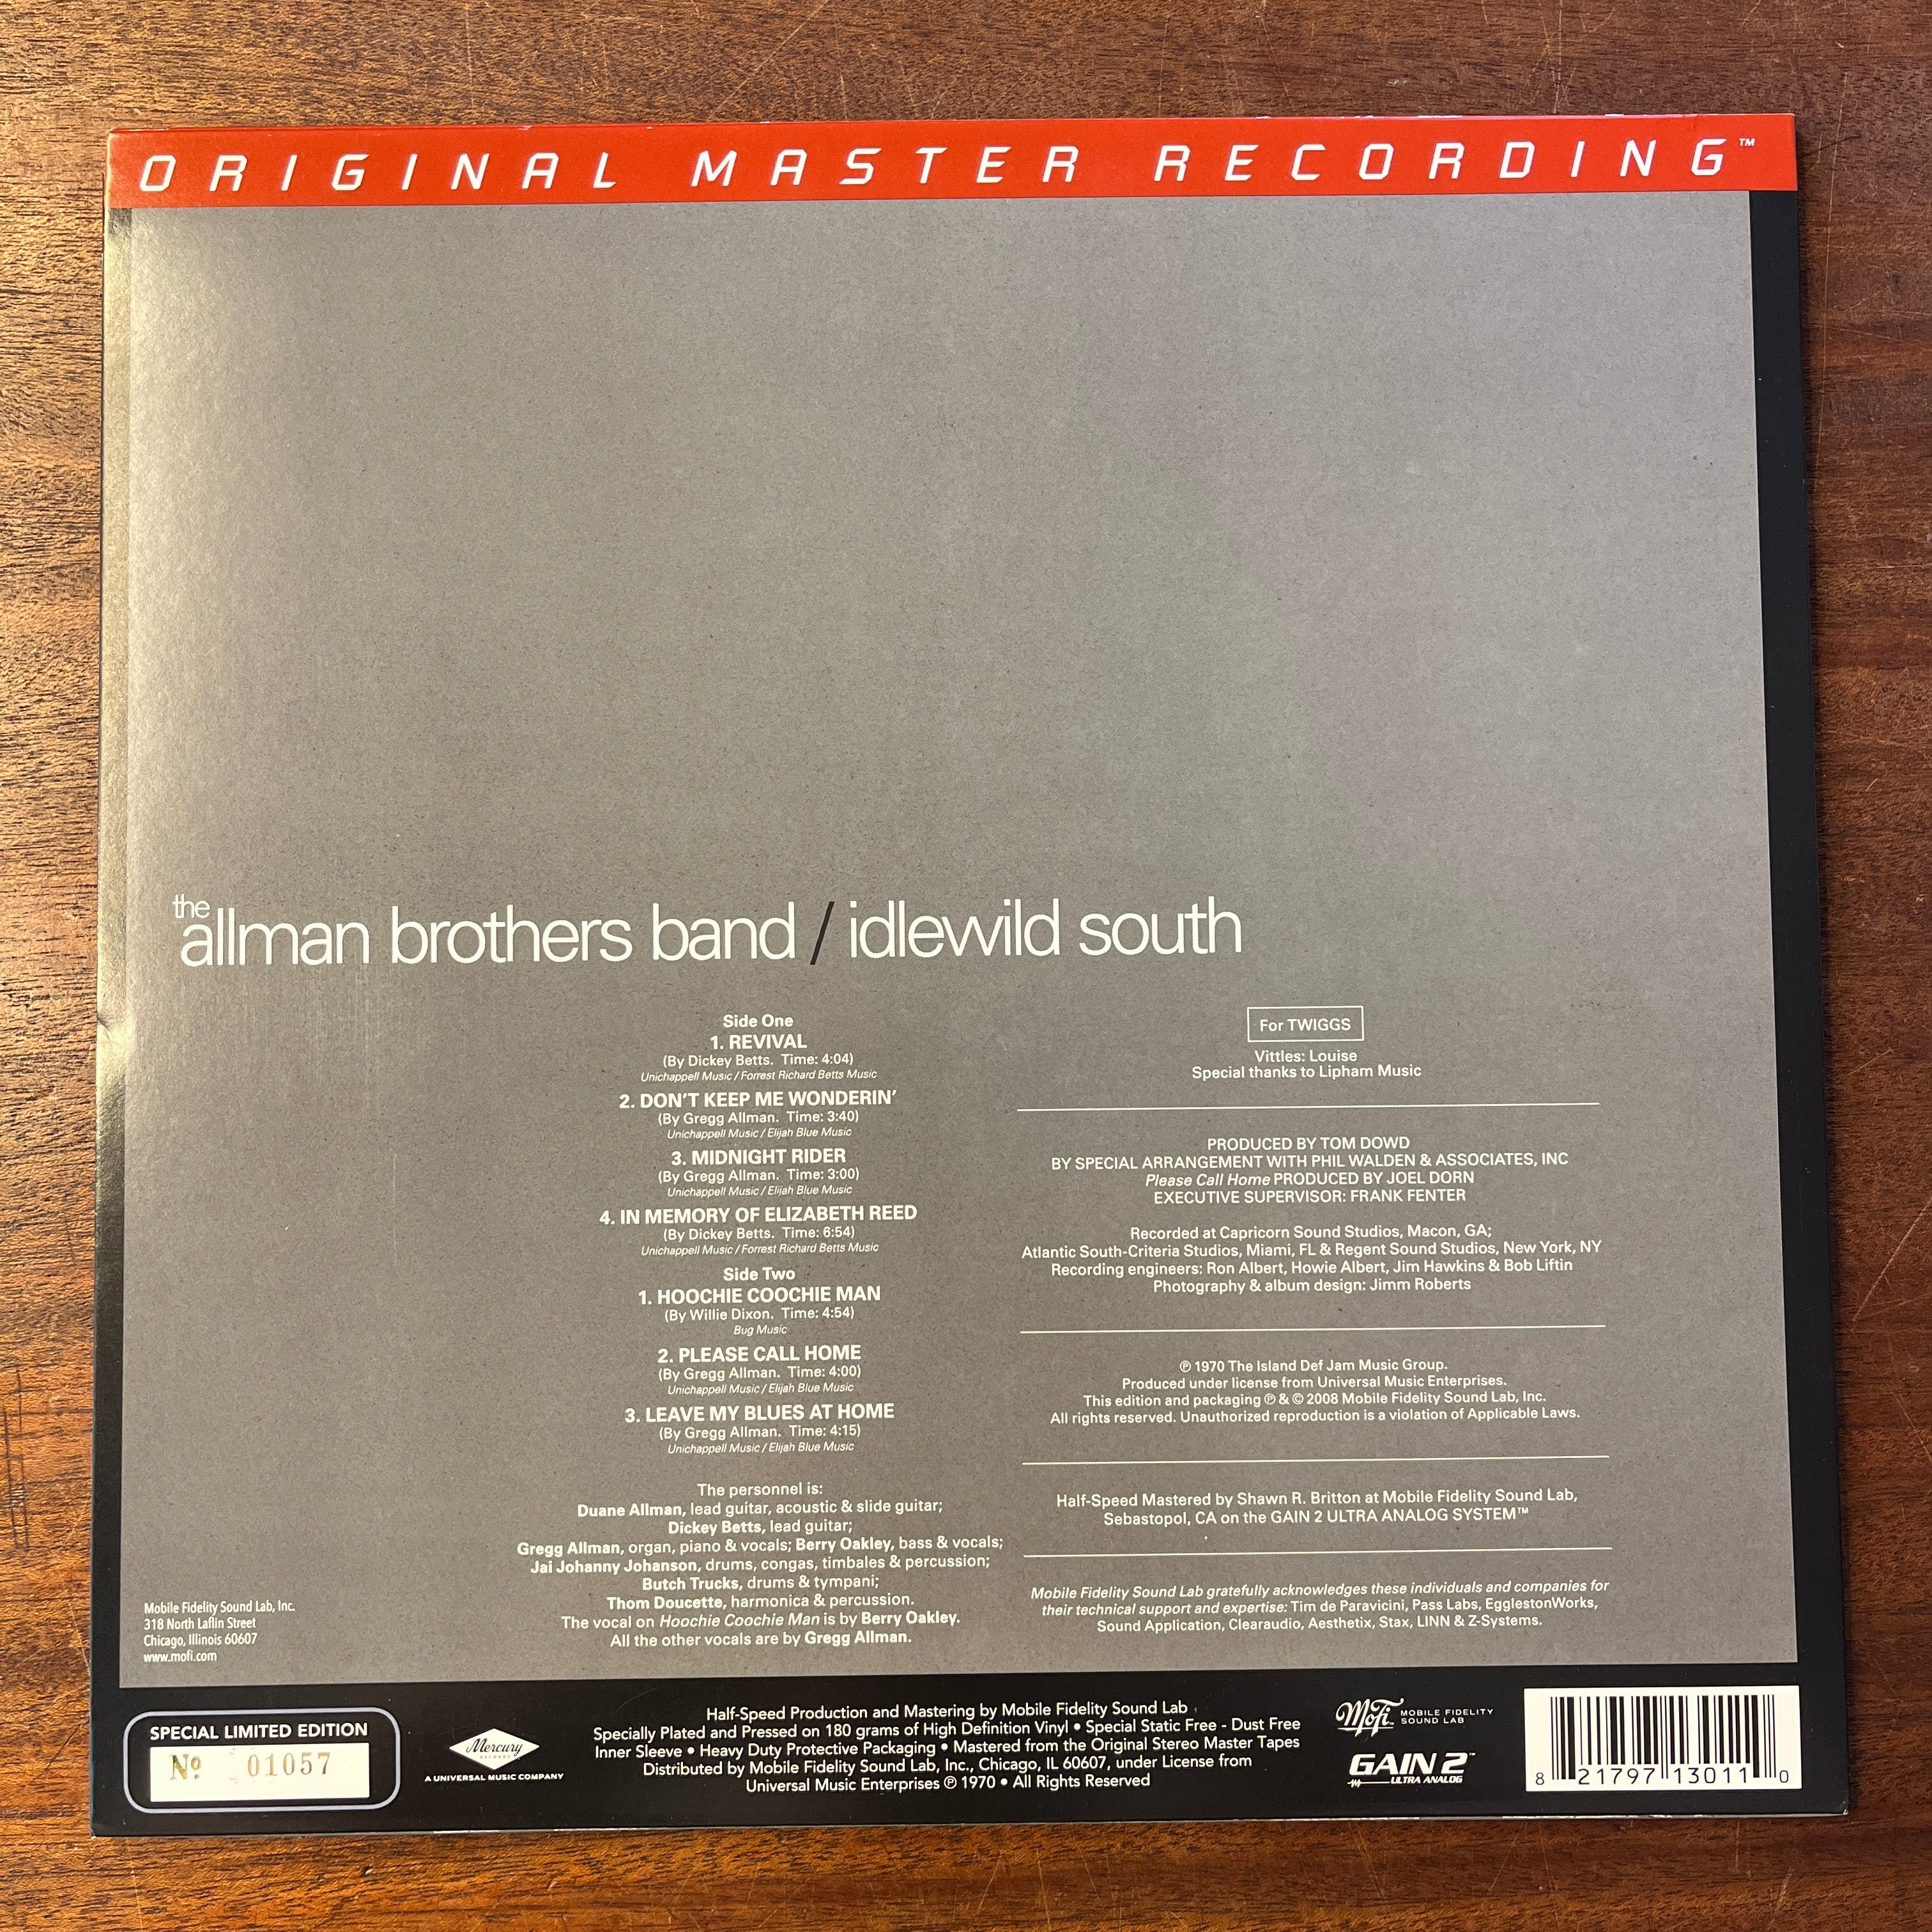 ORIGINAL MASTER RECORDING™
the
allman brothers band / idlewild south
Side One
1. REVIVAL
(By Dickey Betts. Time: 4:04)
Unichappell Music / Forrest Richard Betts Music
2. DON'T KEEP ME WONDERIN'
(By Gregg Allman. Time: 3:40)
Unichappell Music / Elijah Blue Music
3. MIDNIGHT RIDER
(By Gregg Allman. Time: 3:00)
Unichappell Music / Elijah Blue Music
4. IN MEMORY OF ELIZABETH REED
(By Dickey Betts. Time: 6:54)
Unichappell Music / Forrest Richard Betts Music
Side Two
1. HOOCHIE COOCHIE MAN
(By Willie Dixon. Time: 4:54)
Bug Music
2. PLEASE CALL HOME
(By Gregg Allman. Time: 4:00)
Unichappell Music / Elijah Blue Music
3. LEAVE MY BLUES AT HOME
(By Gregg Allman. Time: 4:15)
Unichappell Music / Elijah Blue Music
The personnel is:
Duane Allman, lead guitar, acoustic & slide guitar;
Dickey Betts, lead guitar;
Gregg Allman, organ, piano & vocals; Berry Oakley, bass & vocals;
Jai Johanny Johanson, drums, congas, timbales & percussion;
Butch Trucks, drums & tympani;
Thom Doucette, harmonica & percussion.
The vocal on Hoochie Coochie Man is by Berry Oakley.
All the other vocals are by Gregg Allman.
For TWIGGS
Vittles: Louise
Special thanks to Lipham Music
PRODUCED BY TOM DOWD
BY SPECIAL ARRANGEMENT WITH PHIL WALDEN & ASSOCIATES, INC
Please Call Home PRODUCED BY JOEL DORN
EXECUTIVE SUPERVISOR: FRANK FENTER
Recorded at Capricorn Sound Studios, Macon, GA;
Atlantic South-Criteria Studios, Miami, FL & Regent Sound Studios, New York, NY
Recording engineers: Ron Albert, Howie Albert, Jim Hawkins & Bob Liftin
Photography & album design: Jimm Roberts
℗ 1970 The Island Def Jam Music Group.
Produced under license from Universal Music Enterprises.
This edition and packaging ℗ & © 2008 Mobile Fidelity Sound Lab, Inc.
All rights reserved. Unauthorized reproduction is a violation of Applicable Laws.
Half-Speed Mastered by Shawn R. Britton at Mobile Fidelity Sound Lab,
Sebastopol, CA on the GAIN 2 ULTRA ANALOG SYSTEM™
Mobile Fidelity Sound Lab gratefully acknowledges these individuals and companies for
their technical support and expertise: Tim de Paravicini, Pass Labs, EgglestonWorks,
Sound Application, Clearaudio, Aesthetix, Stax, LINN & Z-Systems.
Mobile Fidelity Sound Lab, Inc.
318 North Laflin Street
Chicago, Illinois 60607
www.mofi.com
SPECIAL LIMITED EDITION
Nº 01057
Mercury
RECORDS
A UNIVERSAL MUSIC COMPANY
Half-Speed Production and Mastering by Mobile Fidelity Sound Lab
Specially Plated and Pressed on 180 grams of High Definition Vinyl • Special Static Free - Dust Free
Inner Sleeve • Heavy Duty Protective Packaging • Mastered from the Original Stereo Master Tapes
Distributed by Mobile Fidelity Sound Lab, Inc., Chicago, IL 60607, under License from
Universal Music Enterprises ℗ 1970 • All Rights Reserved
MoFi MOBILE FIDELITY
SOUND LAB
GAIN 2™
ULTRA ANALOG
8 21797 13011 0